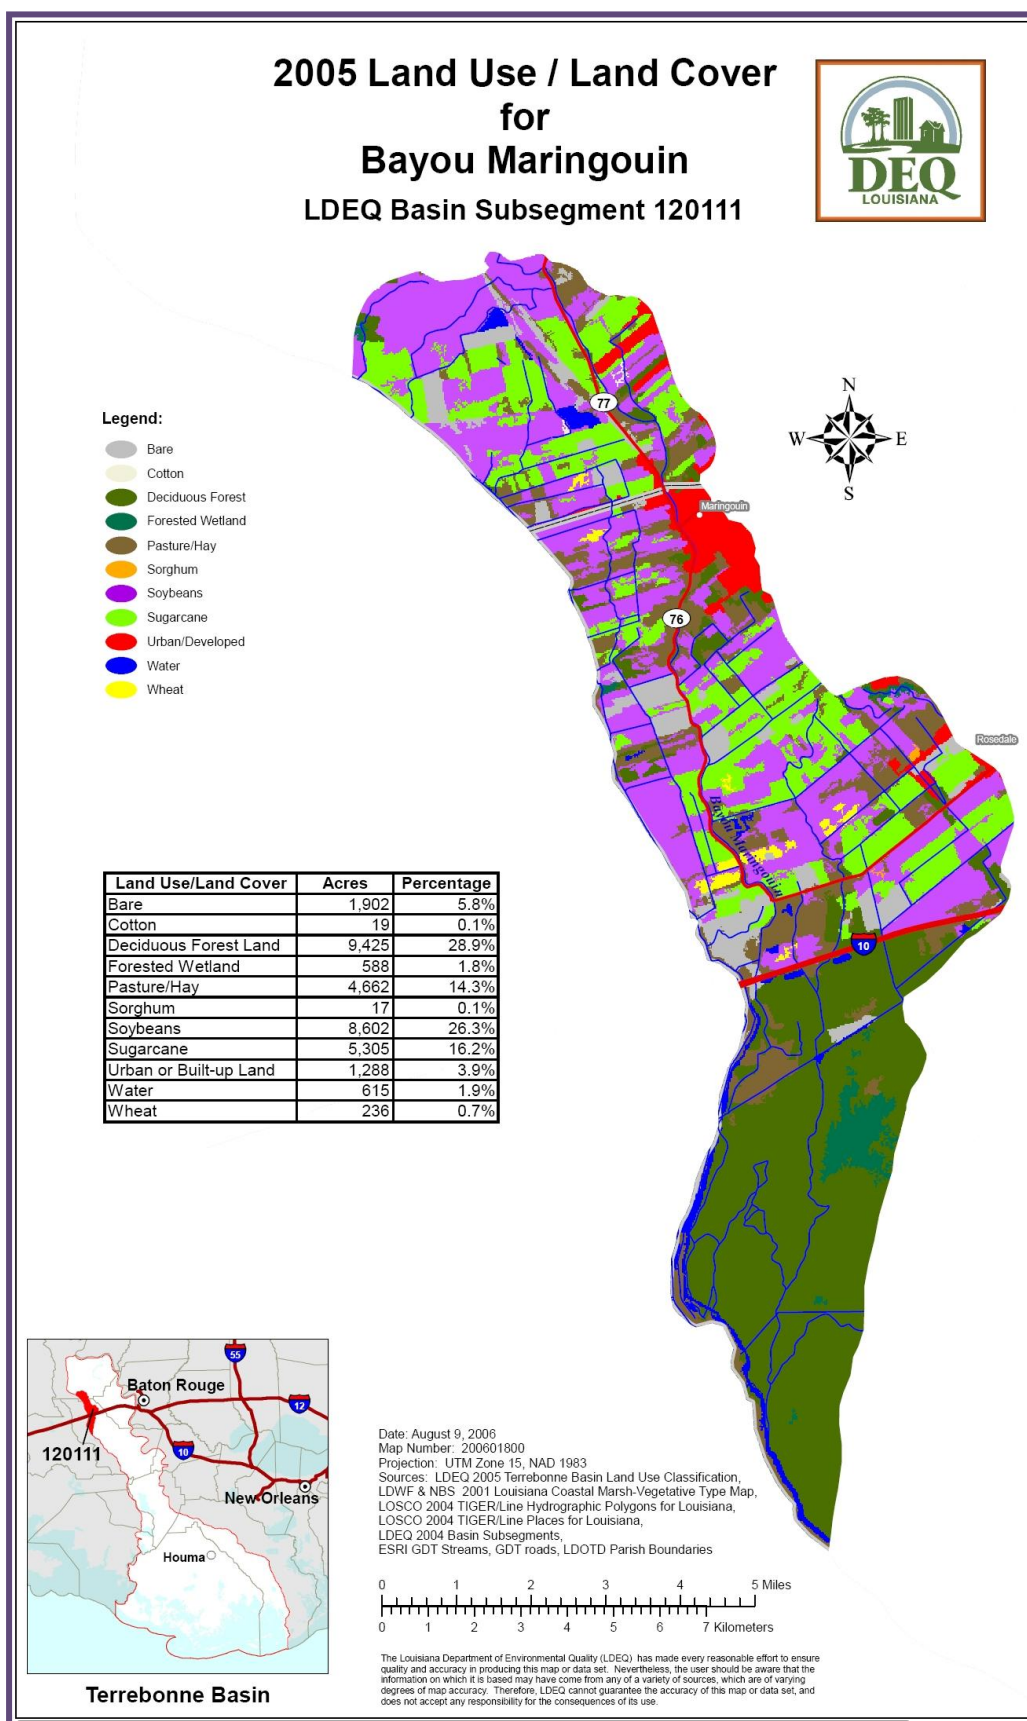 2005 Land Use / Land Cover
for
Bayou Maringouin
LDEQ Basin Subsegment 120111
DEQ
LOUISIANA
N
W E
S
77
Maringouin
76
Rosedale
Bayou Maringouin
10
Legend:
Bare
Cotton
Deciduous Forest
Forested Wetland
Pasture/Hay
Sorghum
Soybeans
Sugarcane
Urban/Developed
Water
Wheat
Land Use/Land Cover Acres Percentage
Bare 1,902 5.8%
Cotton 19 0.1%
Deciduous Forest Land 9,425 28.9%
Forested Wetland 588 1.8%
Pasture/Hay 4,662 14.3%
Sorghum 17 0.1%
Soybeans 8,602 26.3%
Sugarcane 5,305 16.2%
Urban or Built-up Land 1,288 3.9%
Water 615 1.9%
Wheat 236 0.7%
55
Baton Rouge
12
120111
10
New Orleans
Houma
Terrebonne Basin
Date: August 9, 2006
Map Number: 200601800
Projection: UTM Zone 15, NAD 1983
Sources: LDEQ 2005 Terrebonne Basin Land Use Classification,
LDWF & NBS 2001 Louisiana Coastal Marsh-Vegetative Type Map,
LOSCO 2004 TIGER/Line Hydrographic Polygons for Louisiana,
LOSCO 2004 TIGER/Line Places for Louisiana,
LDEQ 2004 Basin Subsegments,
ESRI GDT Streams, GDT roads, LDOTD Parish Boundaries
0 1 2 3 4 5 Miles
0 1 2 3 4 5 6 7 Kilometers
The Louisiana Department of Environmental Quality (LDEQ) has made every reasonable effort to ensure
quality and accuracy in producing this map or data set. Nevertheless, the user should be aware that the
information on which it is based may have come from any of a variety of sources, which are of varying
degrees of map accuracy. Therefore, LDEQ cannot guarantee the accuracy of this map or data set, and
does not accept any responsibility for the consequences of its use.